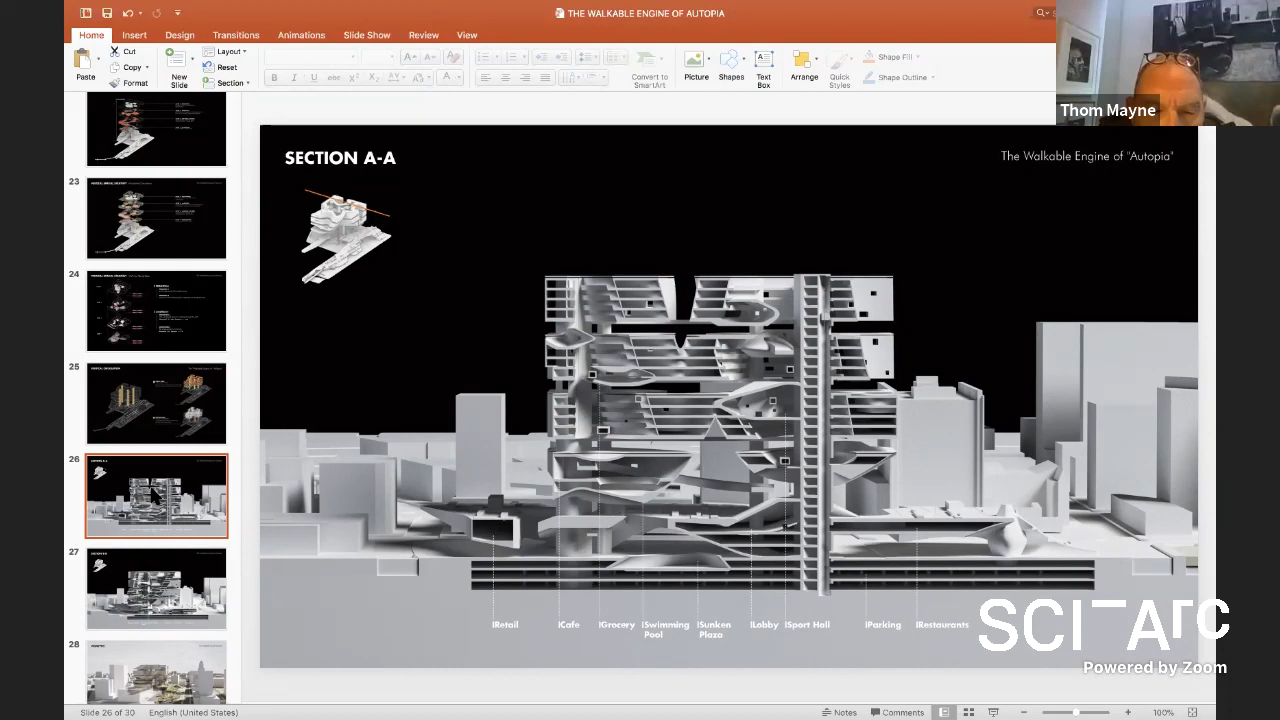 THE WALKABLE ENGINE OF AUTOPIA
Home Insert Design Transitions Animations Slide Show Review View
Paste
Cut
Copy
Format
New
Slide
Layout
Reset
Section
Convert to
SmartArt
Picture
Shapes
Text
Box
Arrange
Quick
Styles
Shape Fill
Shape Outline
Thom Mayne
23
24
25
26
27
28
SECTION A-A
The Walkable Engine of "Autopia"
Retail
Cafe
Grocery
Swimming
Pool
Sunken
Plaza
Lobby
Sport Hall
Parking
Restaurants
SCI-Arc
Powered by Zoom
Slide 26 of 30
English (United States)
Notes
Comments
100%